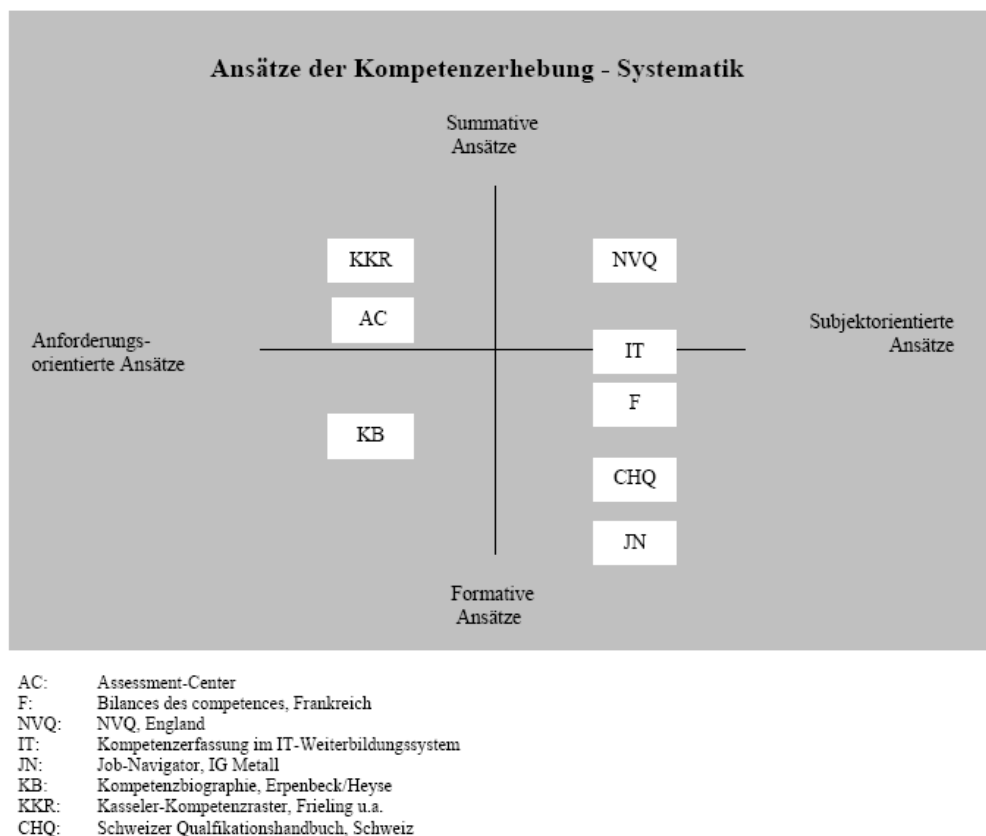 Ansätze der Kompetenzerhebung - Systematik
Summative
Ansätze
KKR
NVQ
AC
Subjektorientierte
Ansätze
Anforderungs-
orientierte Ansätze
IT
F
KB
CHQ
JN
Formative
Ansätze
AC: Assessment-Center
F: Bilances des competences, Frankreich
NVQ: NVQ, England
IT: Kompetenzerfassung im IT-Weiterbildungssystem
JN: Job-Navigator, IG Metall
KB: Kompetenzbiographie, Erpenbeck/Heyse
KKR: Kasseler-Kompetenzraster, Frieling u.a.
CHQ: Schweizer Qualfikationshandbuch, Schweiz